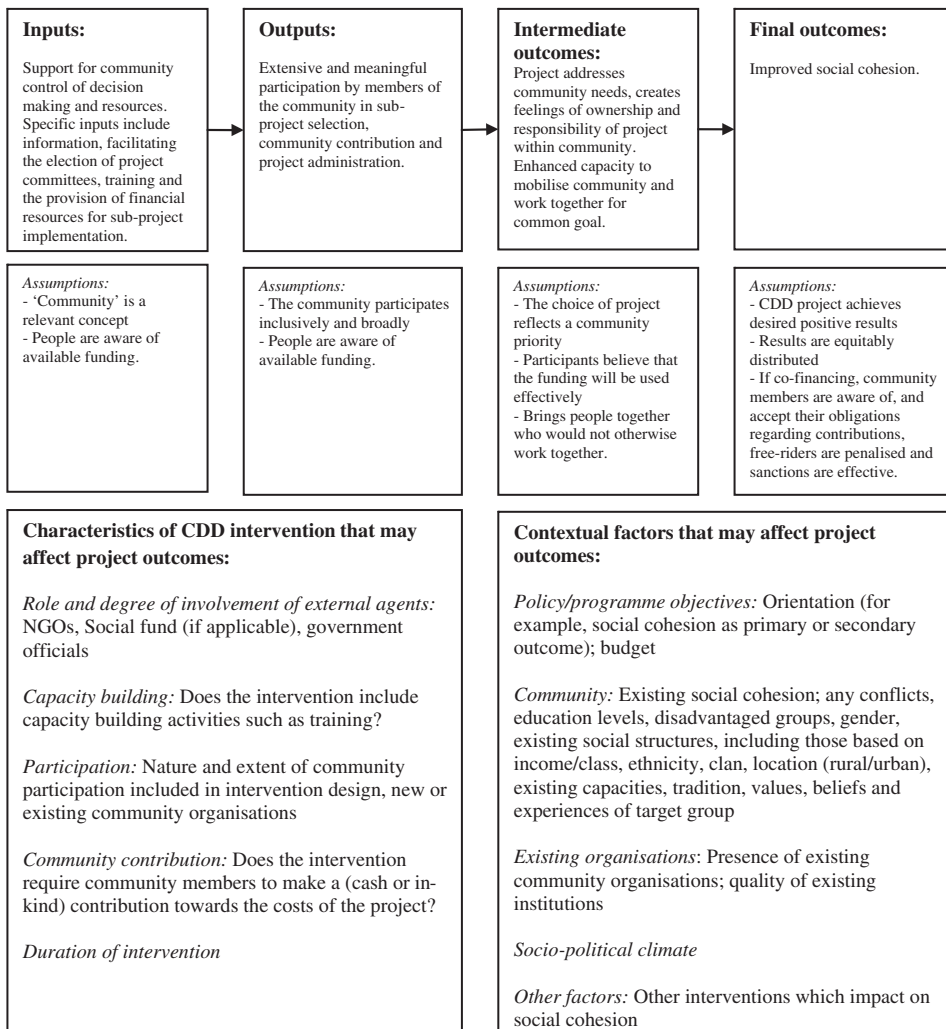 Inputs:
Support for community
control of decision
making and resources.
Specific inputs include
information, facilitating
the election of project
committees, training and
the provision of financial
resources for sub-project
implementation.
Outputs:
Extensive and meaningful
participation by members
of the community in sub-
project selection,
community contribution and
project administration.
Intermediate
outcomes:
Project addresses
community needs, creates
feelings of ownership and
responsibility of project
within community.
Enhanced capacity to
mobilise community and
work together for
common goal.
Final outcomes:
Improved social cohesion.
Assumptions:
- ‘Community’ is a
relevant concept
- People are aware of
available funding.
Assumptions:
- The community participates
inclusively and broadly
- People are aware of
available funding.
Assumptions:
- The choice of project
reflects a community
priority
- Participants believe that
the funding will be used
effectively
- Brings people together
who would not otherwise
work together.
Assumptions:
- CDD project achieves
desired positive results
- Results are equitably
distributed
- If co-financing, community
members are aware of, and
accept their obligations
regarding contributions,
free-riders are penalised and
sanctions are effective.
Characteristics of CDD intervention that may
affect project outcomes:
Role and degree of involvement of external agents:
NGOs, Social fund (if applicable), government
officials
Capacity building: Does the intervention include
capacity building activities such as training?
Participation: Nature and extent of community
participation included in intervention design, new or
existing community organisations
Community contribution: Does the intervention
require community members to make a (cash or in-
kind) contribution towards the costs of the project?
Duration of intervention
Contextual factors that may affect project
outcomes:
Policy/programme objectives: Orientation (for
example, social cohesion as primary or secondary
outcome); budget
Community: Existing social cohesion; any conflicts,
education levels, disadvantaged groups, gender,
existing social structures, including those based on
income/class, ethnicity, clan, location (rural/urban),
existing capacities, tradition, values, beliefs and
experiences of target group
Existing organisations: Presence of existing
community organisations; quality of existing
institutions
Socio-political climate
Other factors: Other interventions which impact on
social cohesion